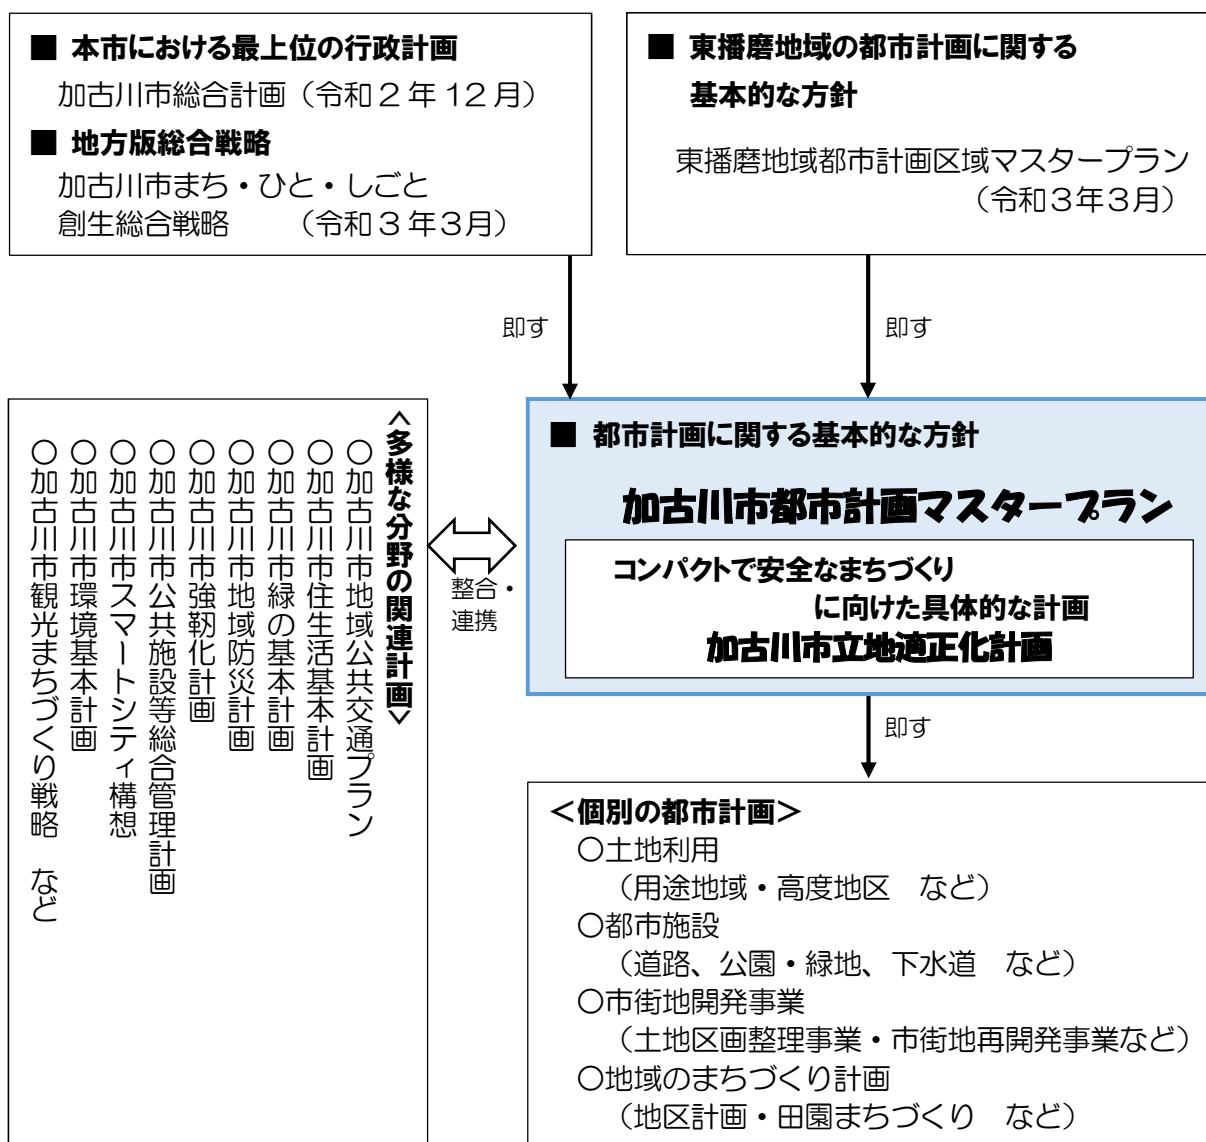 ■ 本市における最上位の行政計画
加古川市総合計画（令和２年12月）
■ 地方版総合戦略
加古川市まち・ひと・しごと
創生総合戦略　　（令和３年３月）
■ 東播磨地域の都市計画に関する
基本的な方針
東播磨地域都市計画区域マスタープラン
（令和３年３月）
即す
即す
＜多様な分野の関連計画＞
○加古川市地域公共交通プラン
○加古川市住生活基本計画
○加古川市緑の基本計画
○加古川市地域防災計画
○加古川市強靭化計画
○加古川市公共施設等総合管理計画
○加古川市スマートシティ構想
○加古川市環境基本計画
○加古川市観光まちづくり戦略　など
整合・
連携
■ 都市計画に関する基本的な方針
加古川市都市計画マスタープラン
コンパクトで安全なまちづくり
に向けた具体的な計画
加古川市立地適正化計画
即す
＜個別の都市計画＞
○土地利用
（用途地域・高度地区　など）
○都市施設
（道路、公園・緑地、下水道　など）
○市街地開発事業
（土地区画整理事業・市街地再開発事業など）
○地域のまちづくり計画
（地区計画・田園まちづくり　など）